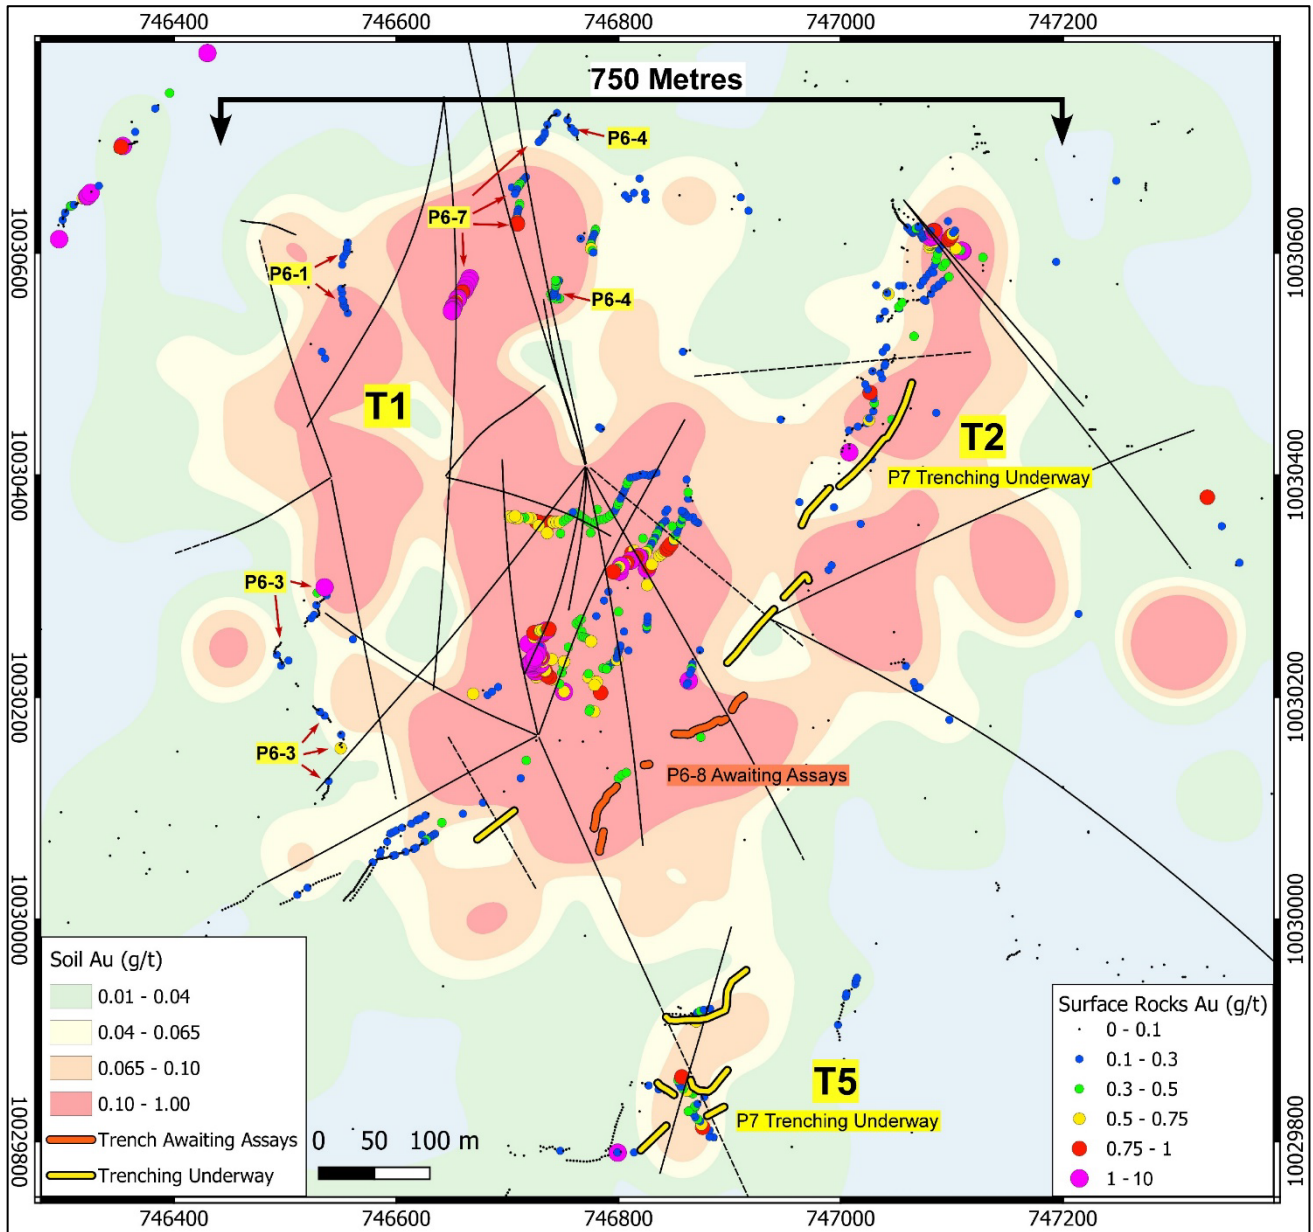 746400 746600 746800 747000 747200
750 Metres
P6-4
P6-7
10030600
10030600
P6-1
P6-4
T1
T2
P7 Trenching Underway
10030400
10030400
P6-3
10030200
10030200
P6-3
P6-8 Awaiting Assays
10030000
10030000
Soil Au (g/t)
0.01 - 0.04
0.04 - 0.065
0.065 - 0.10
0.10 - 1.00
Trench Awaiting Assays
Trenching Underway
0 50 100 m
T5
P7 Trenching Underway
Surface Rocks Au (g/t)
0 - 0.1
0.1 - 0.3
0.3 - 0.5
0.5 - 0.75
0.75 - 1
1 - 10
10029800
10029800
746400 746600 746800 747000 747200